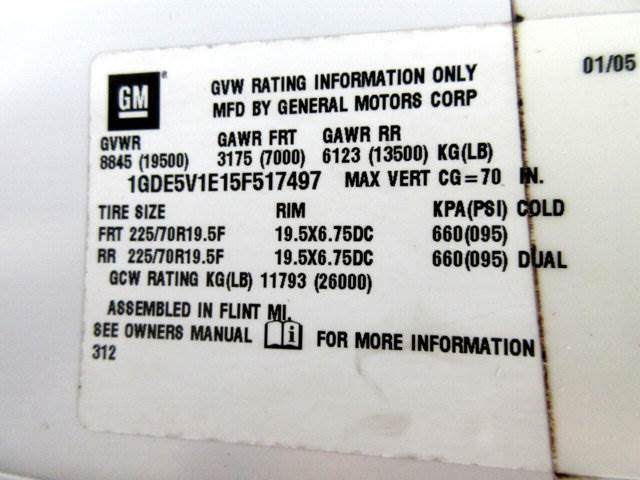 GM®
GVW RATING INFORMATION ONLY
MFD BY GENERAL MOTORS CORP
01/05
GVWR GAWR FRT GAWR RR
8845 (19500) 3175 (7000) 6123 (13500) KG(LB)
1GDE5V1E15F517497 MAX VERT CG=70 IN.
TIRE SIZE RIM KPA(PSI) COLD
FRT 225/70R19.5F 19.5X6.75DC 660(095)
RR 225/70R19.5F 19.5X6.75DC 660(095) DUAL
GCW RATING KG(LB) 11793 (26000)
ASSEMBLED IN FLINT MI.
SEE OWNERS MANUAL i FOR MORE INFORMATION
312